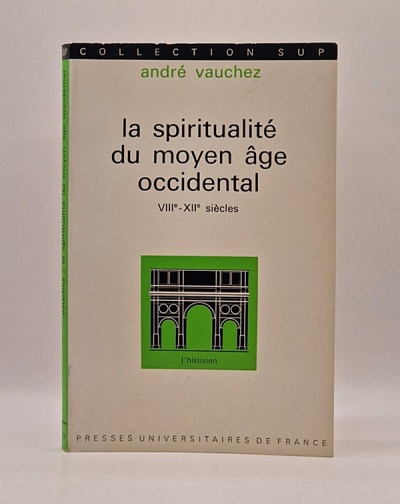 COLLECTION SUP
andré vauchez
la spiritualité
du moyen âge
occidental
VIIIe-XIIe siècles
l'historien
PRESSES UNIVERSITAIRES DE FRANCE